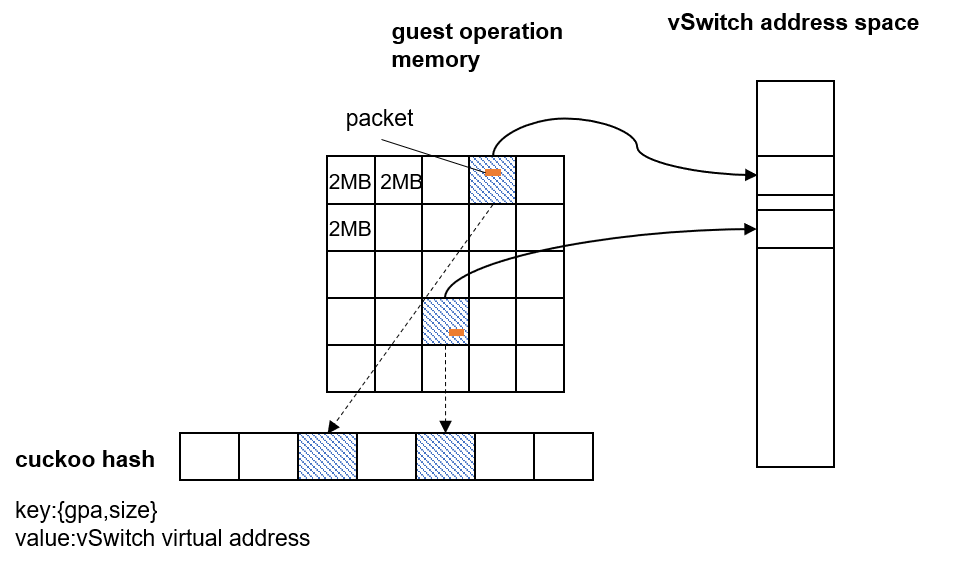 guest operation
memory
vSwitch address space
packet
2MB 2MB
2MB
cuckoo hash
key:{gpa,size}
value:vSwitch virtual address